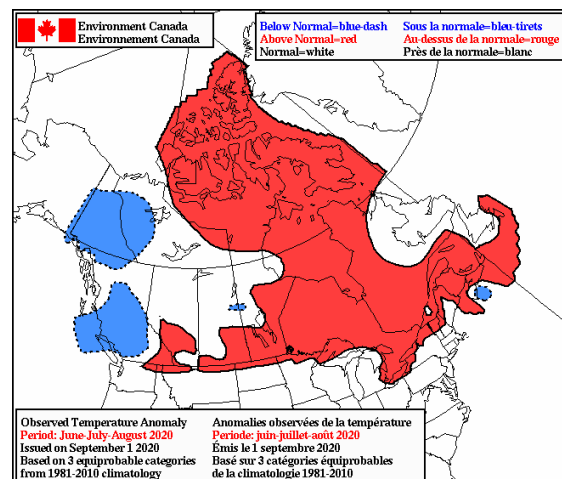 Environment Canada
Environnement Canada
Below Normal=blue-dash
Above Normal=red
Normal=white
Sous la normale=bleu-tirets
Au-dessus de la normale=rouge
Près de la normale=blanc
Observed Temperature Anomaly
Period: June-July-August 2020
Issued on September 1 2020
Based on 3 equiprobable categories
from 1981-2010 climatology
Anomalies observées de la température
Periode: juin-juillet-août 2020
Émis le 1 septembre 2020
Basé sur 3 catégories équiprobables
de la climatologie 1981-2010